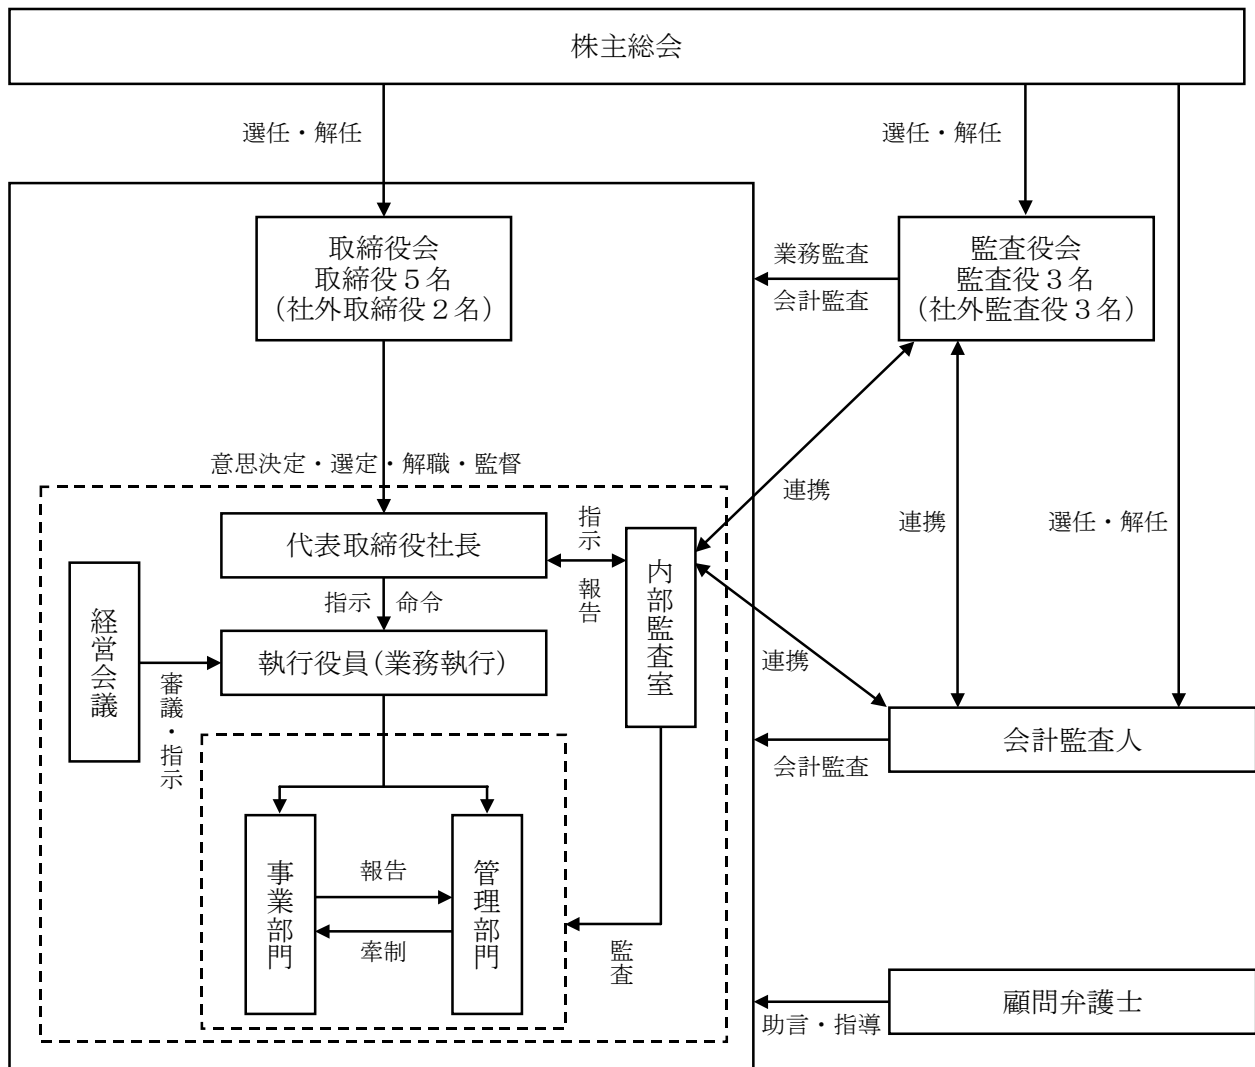 株主総会
選任・解任
選任・解任
取締役会
取締役５名
(社外取締役２名)
業務監査
会計監査
監査役会
監査役３名
(社外監査役３名)
意思決定・選定・解職・監督
連携
連携
選任・解任
代表取締役社長
指示
報告
内部監査室
指示
命令
経営会議
審議・指示
執行役員(業務執行)
連携
会計監査人
会計監査
事業部門
報告
牽制
管理部門
監査
顧問弁護士
助言・指導